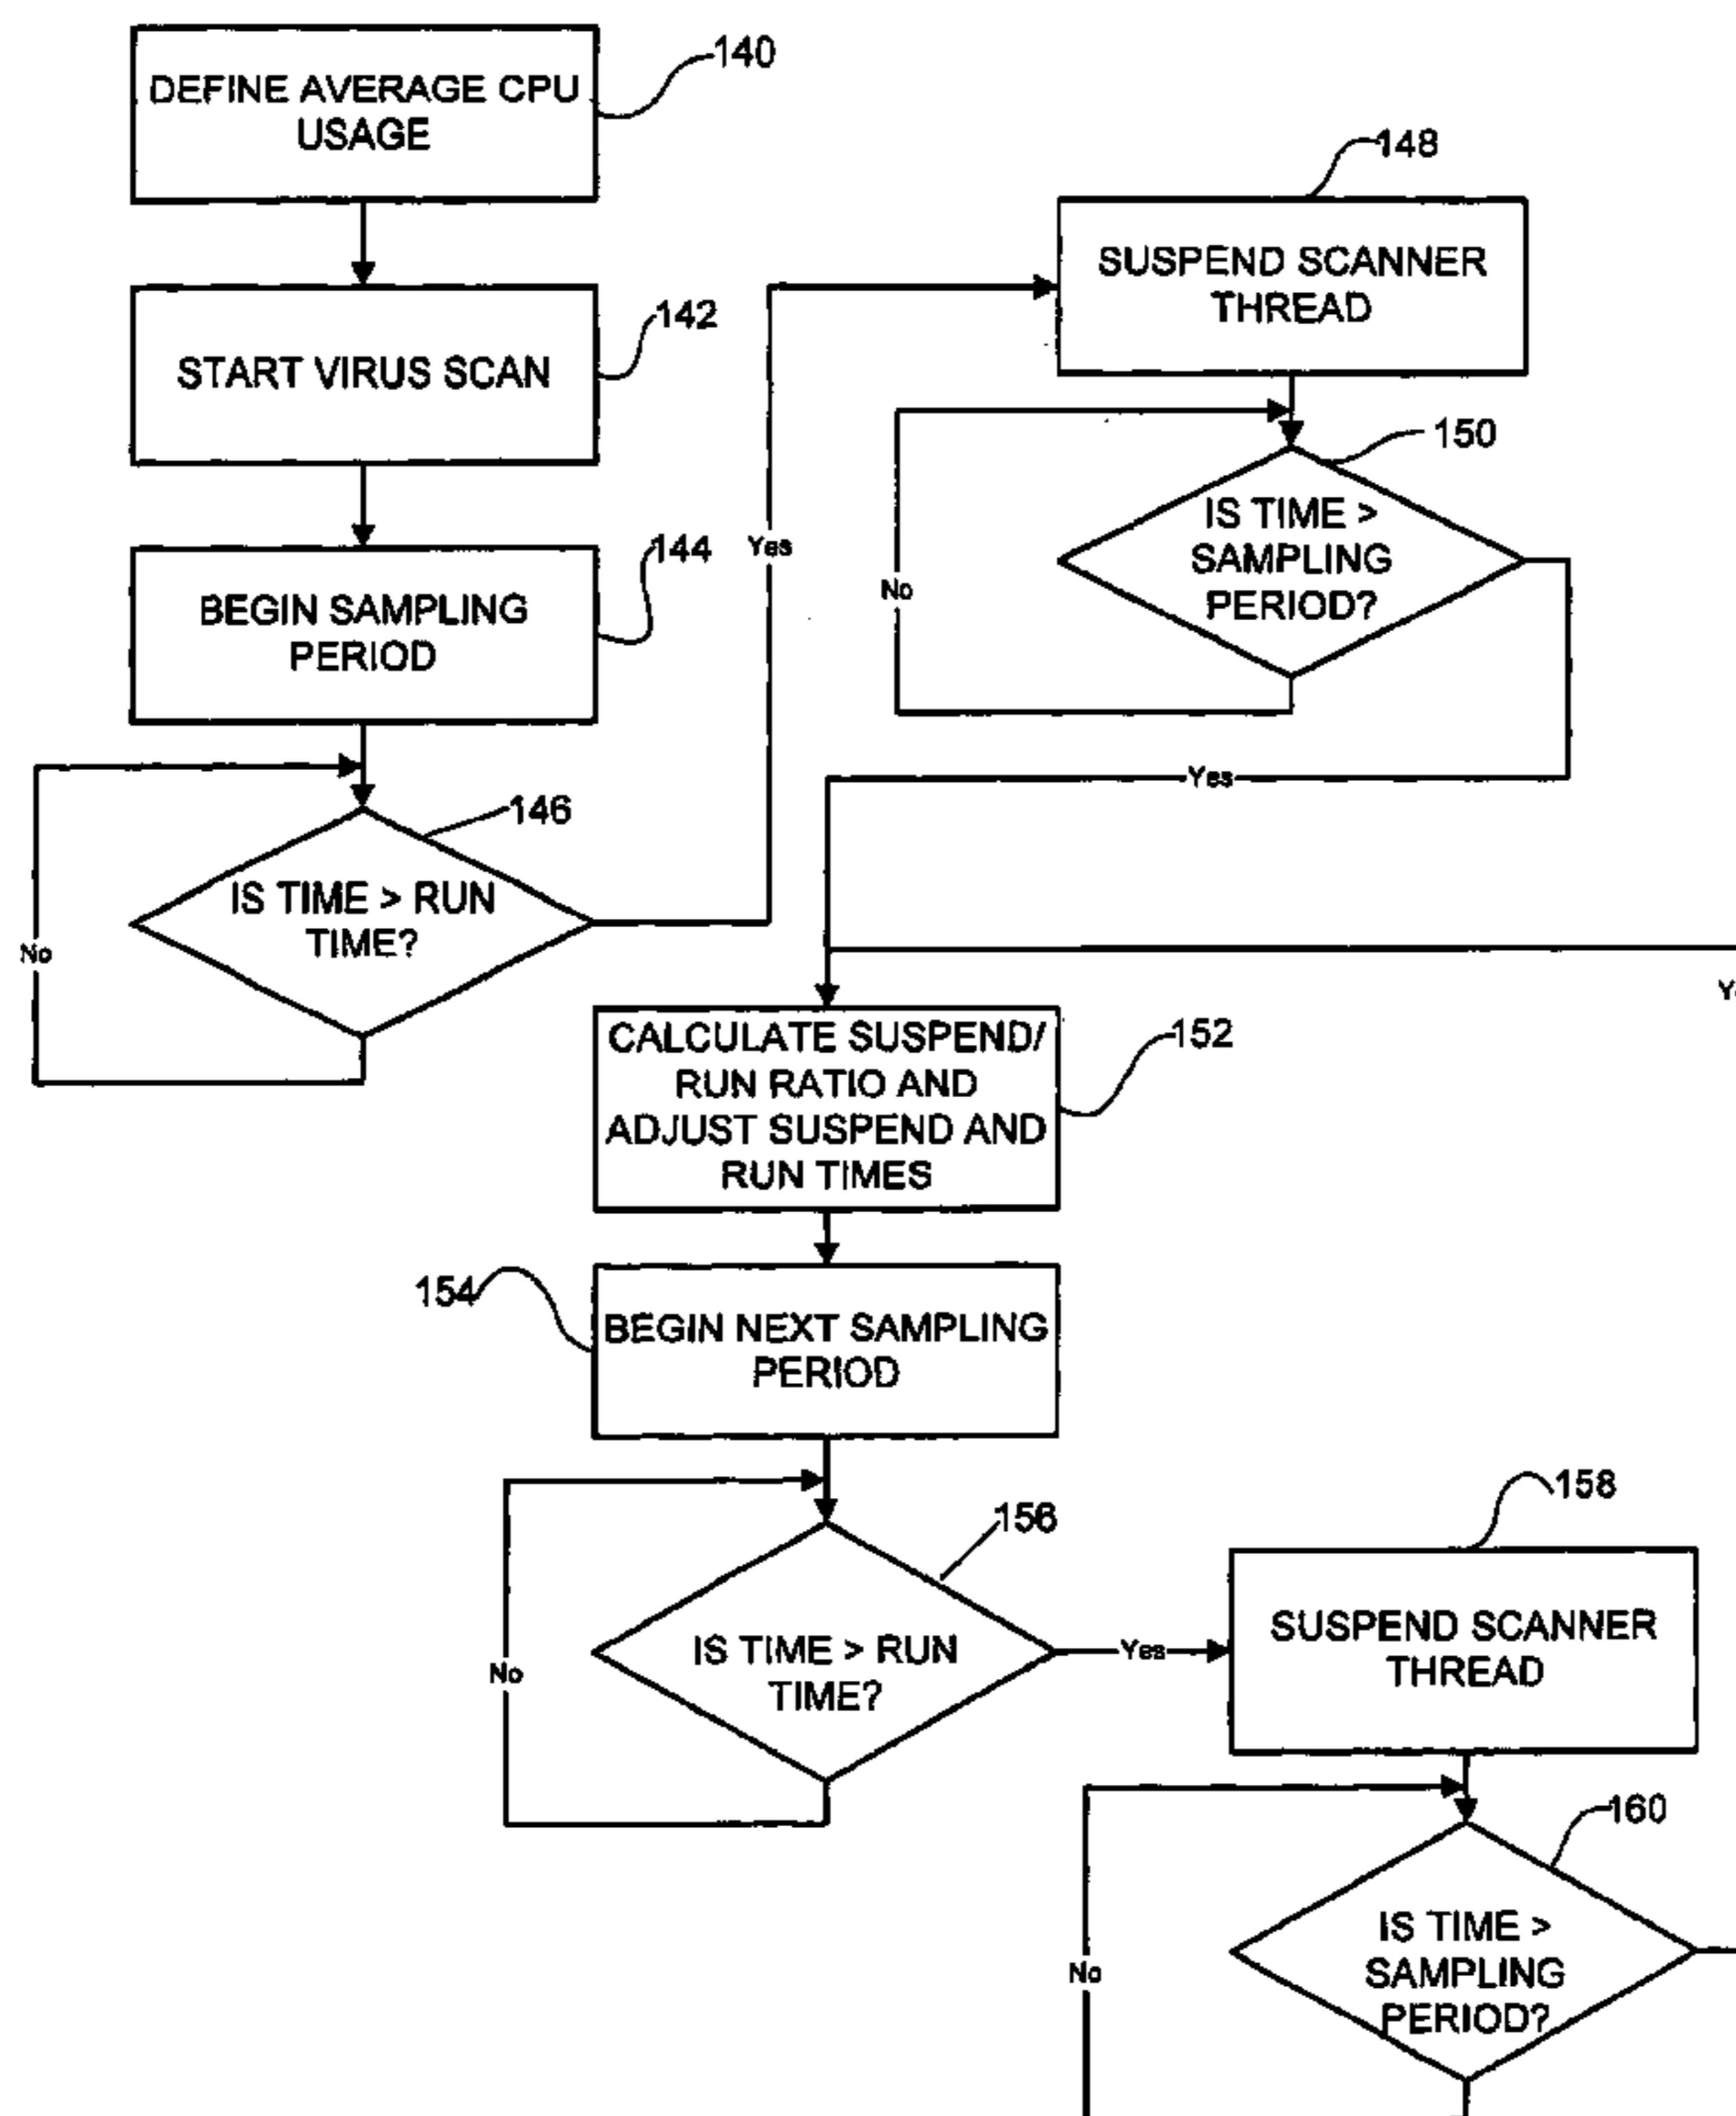 140
DEFINE AVERAGE CPU
USAGE
148
SUSPEND SCANNER
THREAD
142
START VIRUS SCAN
150
IS TIME >
SAMPLING
PERIOD?
No
144
Yes
BEGIN SAMPLING
PERIOD
Yes
146
IS TIME > RUN
TIME?
No
152
CALCULATE SUSPEND/
RUN RATIO AND
ADJUST SUSPEND AND
RUN TIMES
154
BEGIN NEXT SAMPLING
PERIOD
156
IS TIME > RUN
TIME?
No
Yes
158
SUSPEND SCANNER
THREAD
160
IS TIME >
SAMPLING
PERIOD?
No